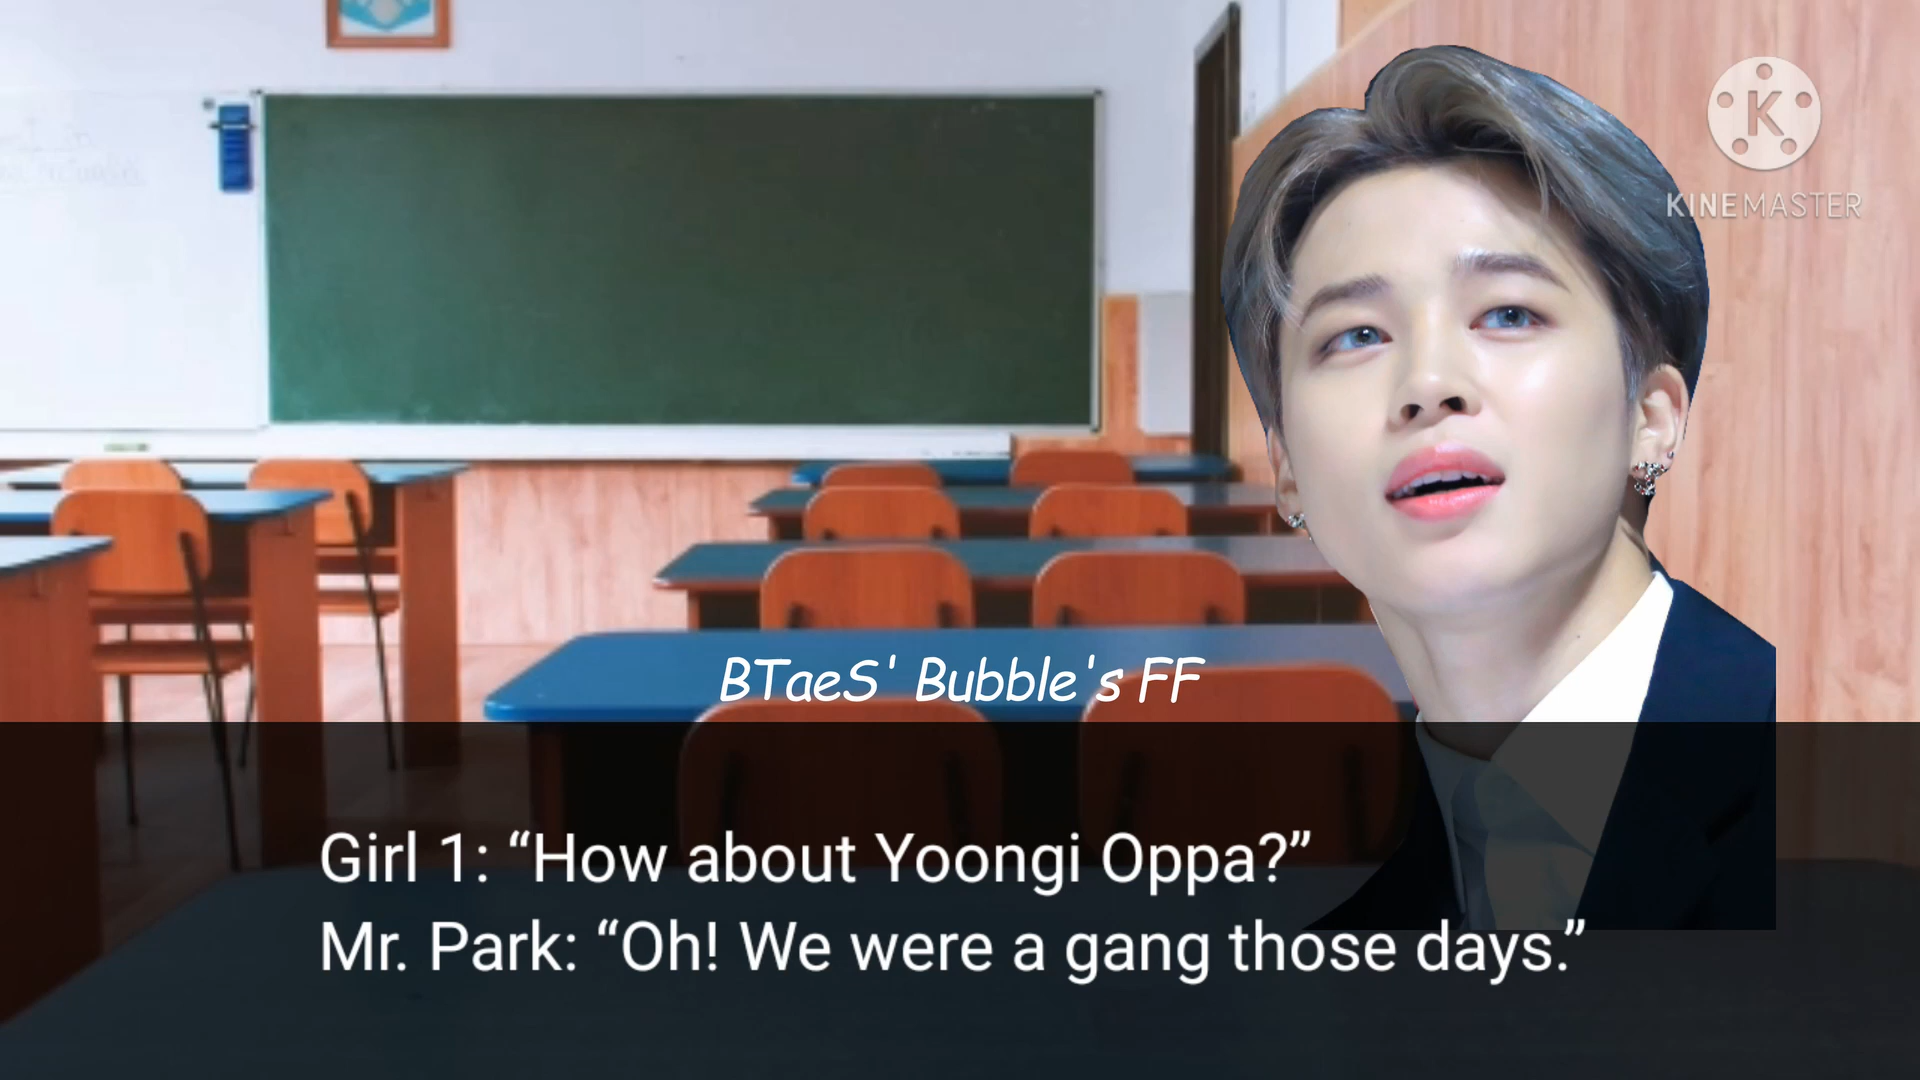 K
KINEMASTER
BTaeS' Bubble's FF
Girl 1: “How about Yoongi Oppa?”
Mr. Park: “Oh! We were a gang those days.”